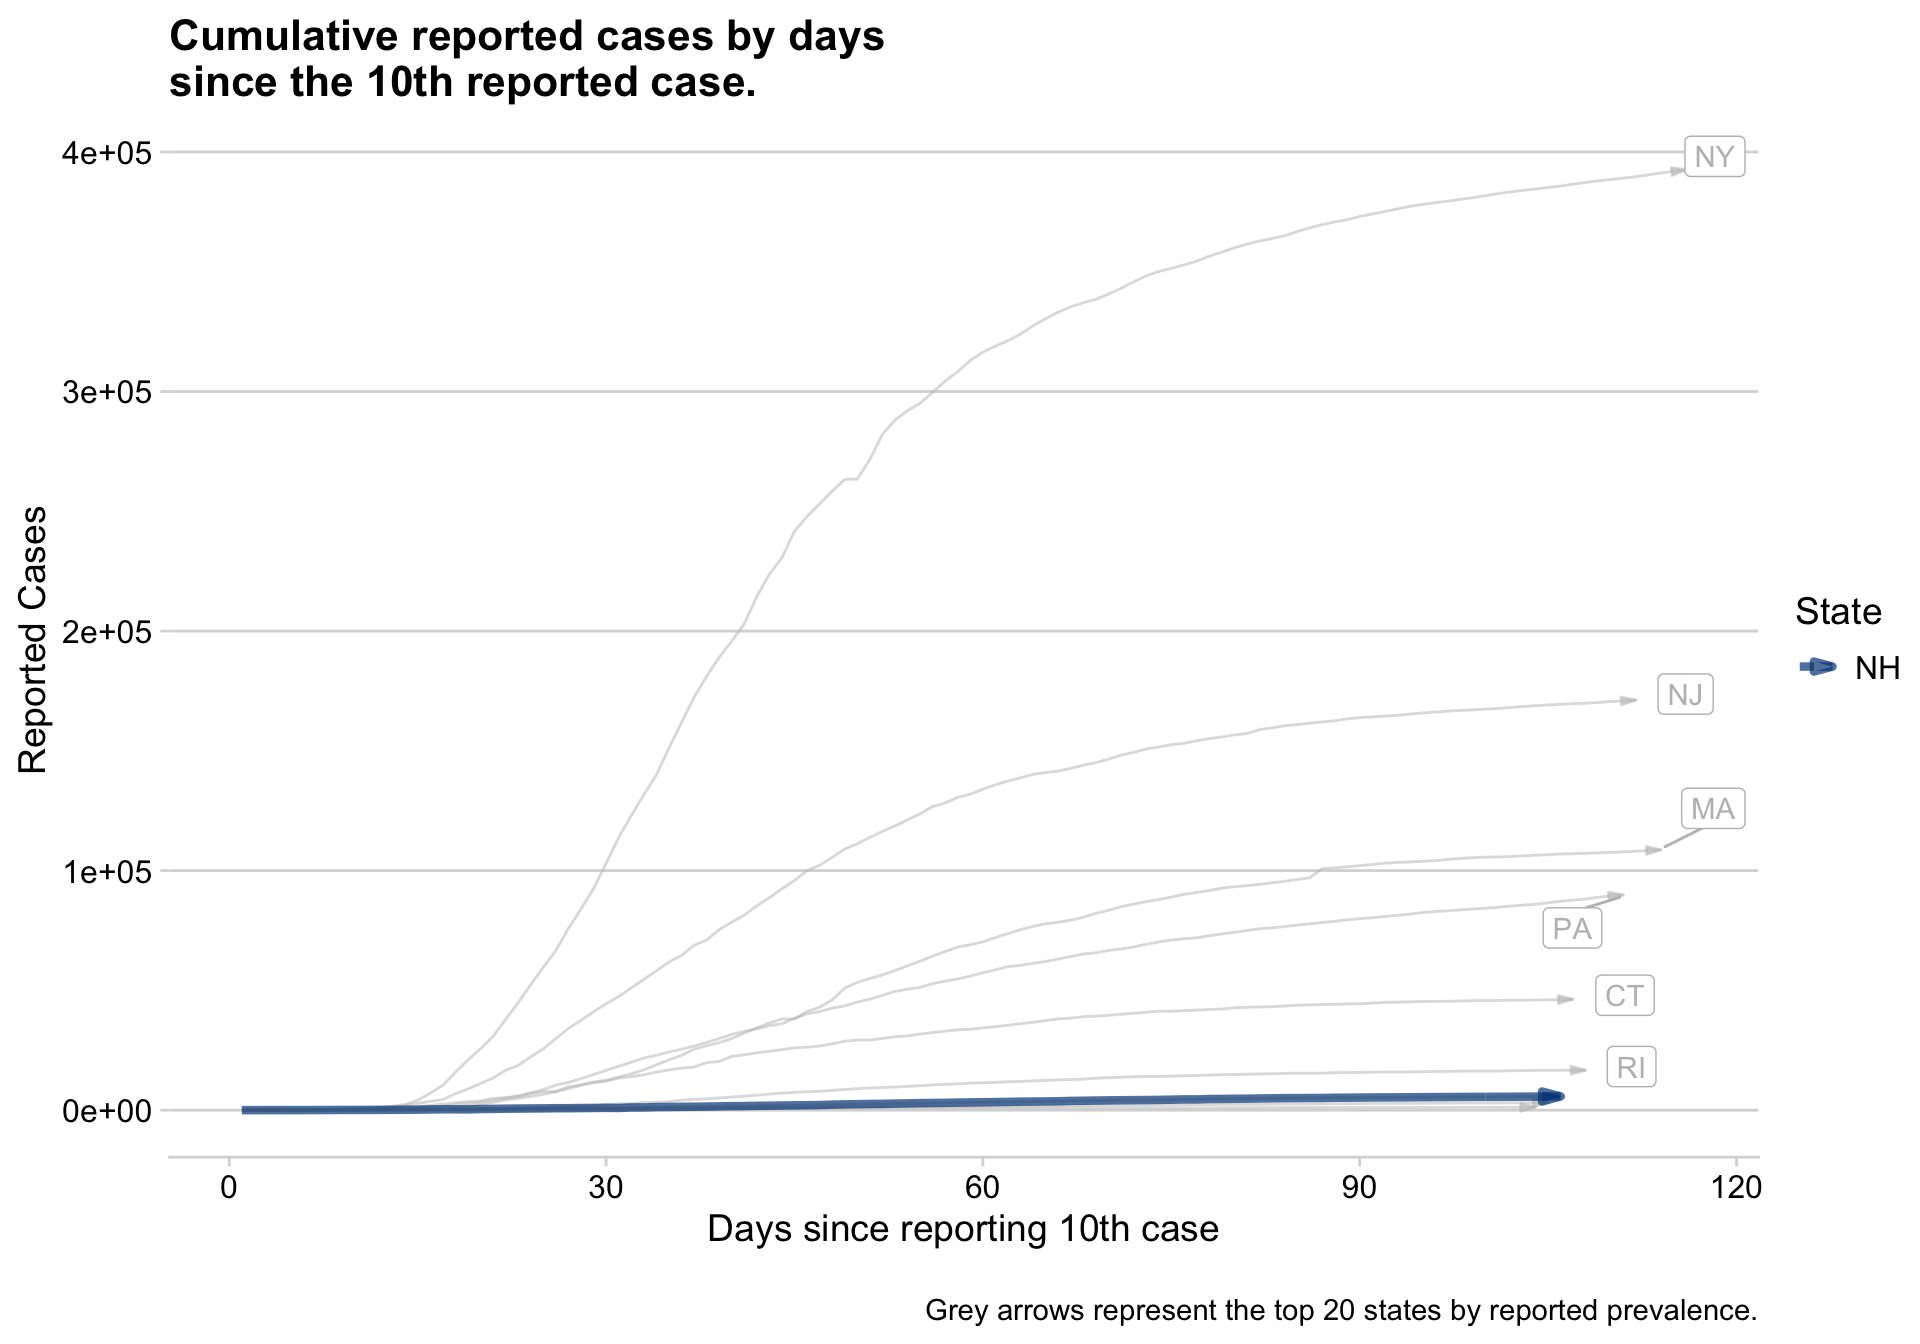 Cumulative reported cases by days
since the 10th reported case.
4e+05
3e+05
2e+05
1e+05
0e+00
Reported Cases
NY
NJ
MA
PA
CT
RI
State
NH
0 30 60 90 120
Days since reporting 10th case
Grey arrows represent the top 20 states by reported prevalence.